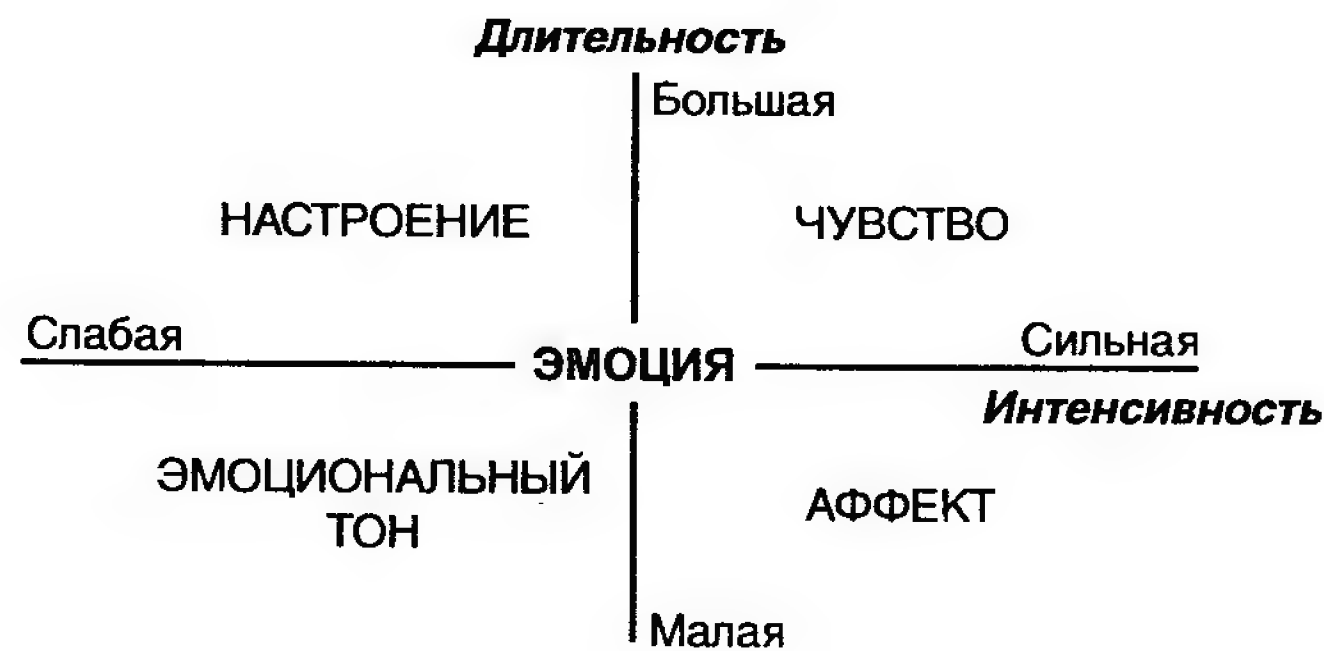 Длительность
Большая
НАСТРОЕНИЕ
ЧУВСТВО
Слабая
ЭМОЦИЯ
Сильная
Интенсивность
ЭМОЦИОНАЛЬНЫЙ
ТОН
АФФЕКТ
Малая